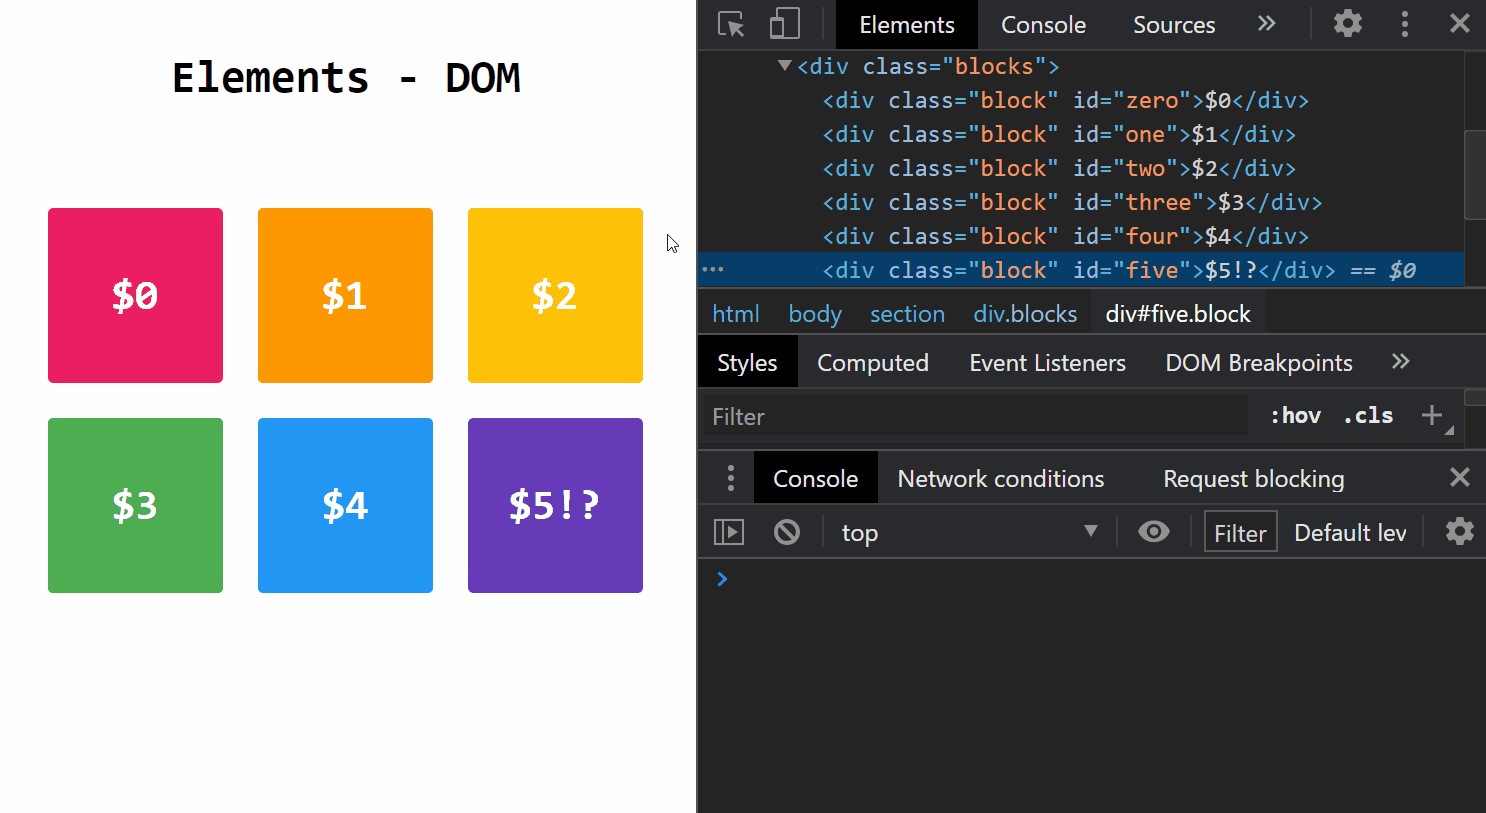 Elements - DOM
$0
$1
$2
$3
$4
$5!?
Elements
Console
Sources
»
<div class="blocks">
<div class="block" id="zero">$0</div>
<div class="block" id="one">$1</div>
<div class="block" id="two">$2</div>
<div class="block" id="three">$3</div>
<div class="block" id="four">$4</div>
<div class="block" id="five">$5!?</div> == $0
html
body
section
div.blocks
div#five.block
Styles
Computed
Event Listeners
DOM Breakpoints
»
Filter
:hov
.cls
+
Console
Network conditions
Request blocking
top
Filter
Default lev